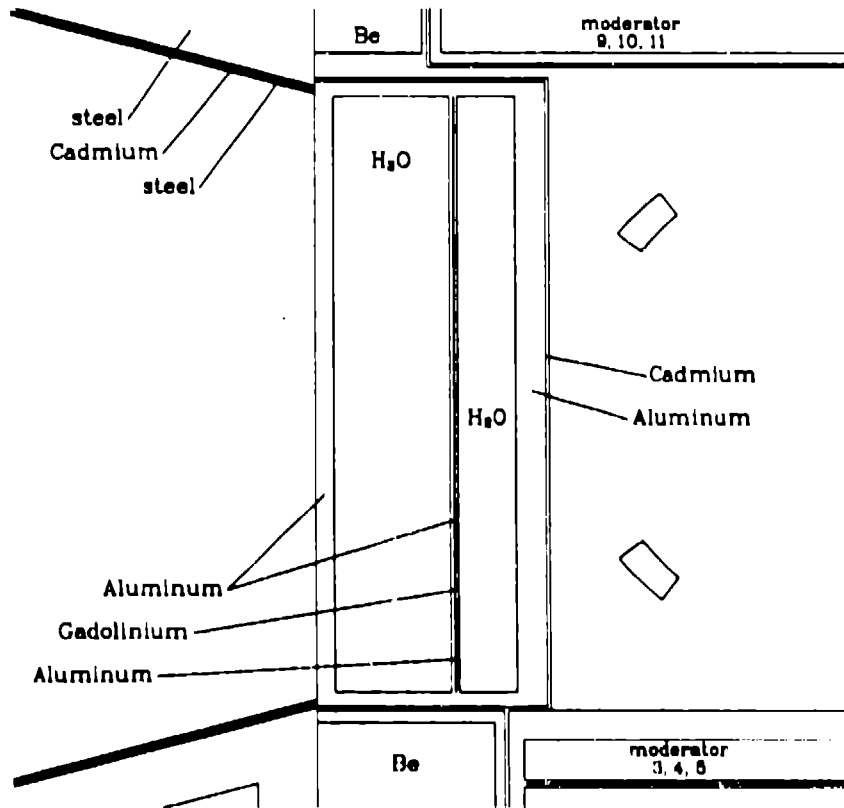 Be
moderator
9, 10, 11
steel
Cadmium
steel
H₂O
Cadmium
H₂O
Aluminum
Aluminum
Gadolinium
Aluminum
Be
moderator
3, 4, 5